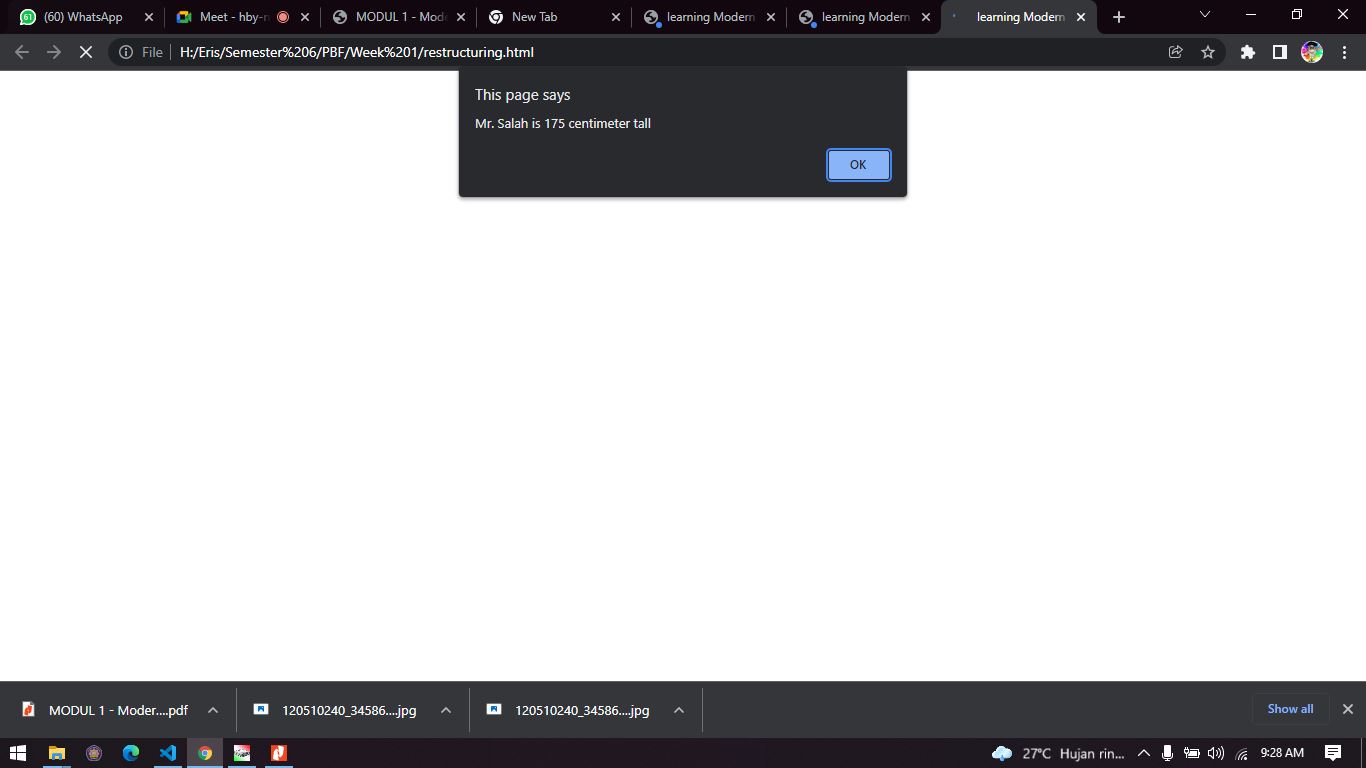 61 (60) WhatsApp
Meet - hby-n
MODUL 1 - Mode
New Tab
learning Modern
learning Modern
learning Modern
File H:/Eris/Semester%206/PBF/Week%201/restructuring.html
This page says
Mr. Salah is 175 centimeter tall
OK
MODUL 1 - Moder....pdf
120510240_34586....jpg
120510240_34586....jpg
Show all
27°C Hujan rin...
9:28 AM